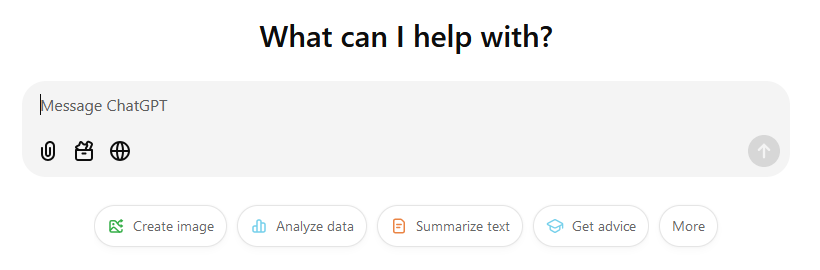 What can I help with?
Message ChatGPT
Create image Analyze data Summarize text Get advice More